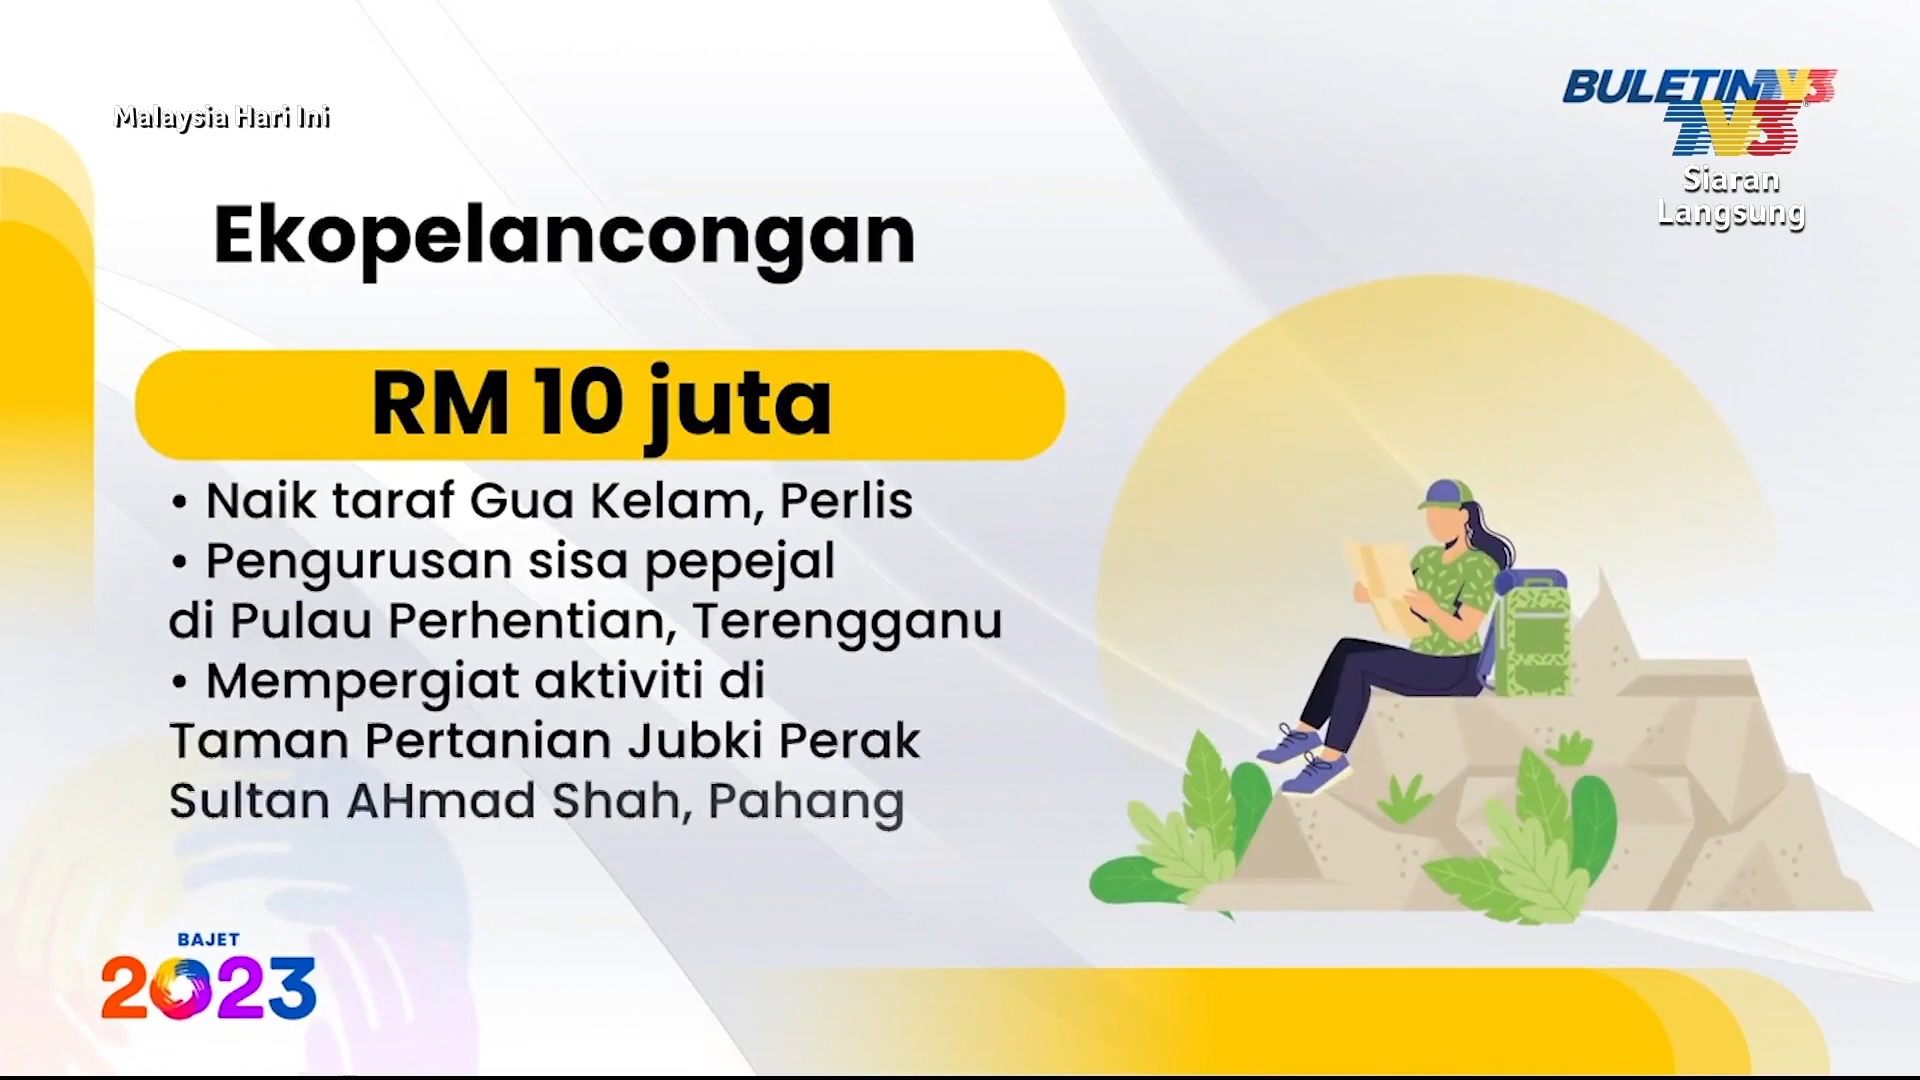 Malaysia Hari Ini
BULETIN TV3
TV3
Siaran
Langsung
Ekopelancongan
RM 10 juta
• Naik taraf Gua Kelam, Perlis
• Pengurusan sisa pepejal
di Pulau Perhentian, Terengganu
• Mempergiat aktiviti di
Taman Pertanian Jubki Perak
Sultan AHmad Shah, Pahang
BAJET
2023